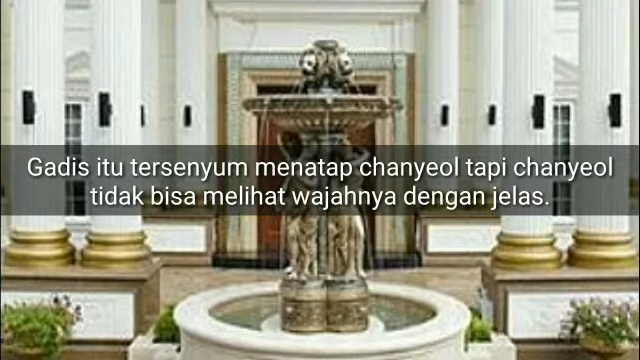 Gadis itu tersenyum menatap chanyeol tapi chanyeol
tidak bisa melihat wajahnya dengan jelas.